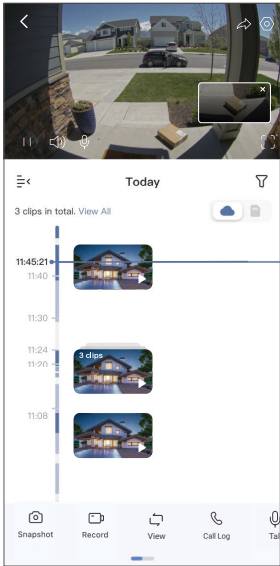 Today
3 clips in total. View All
11:45:21
11:40
11:30
11:24
3 clips
11:20
11:08
Snapshot
Record
View
Call Log
Tal